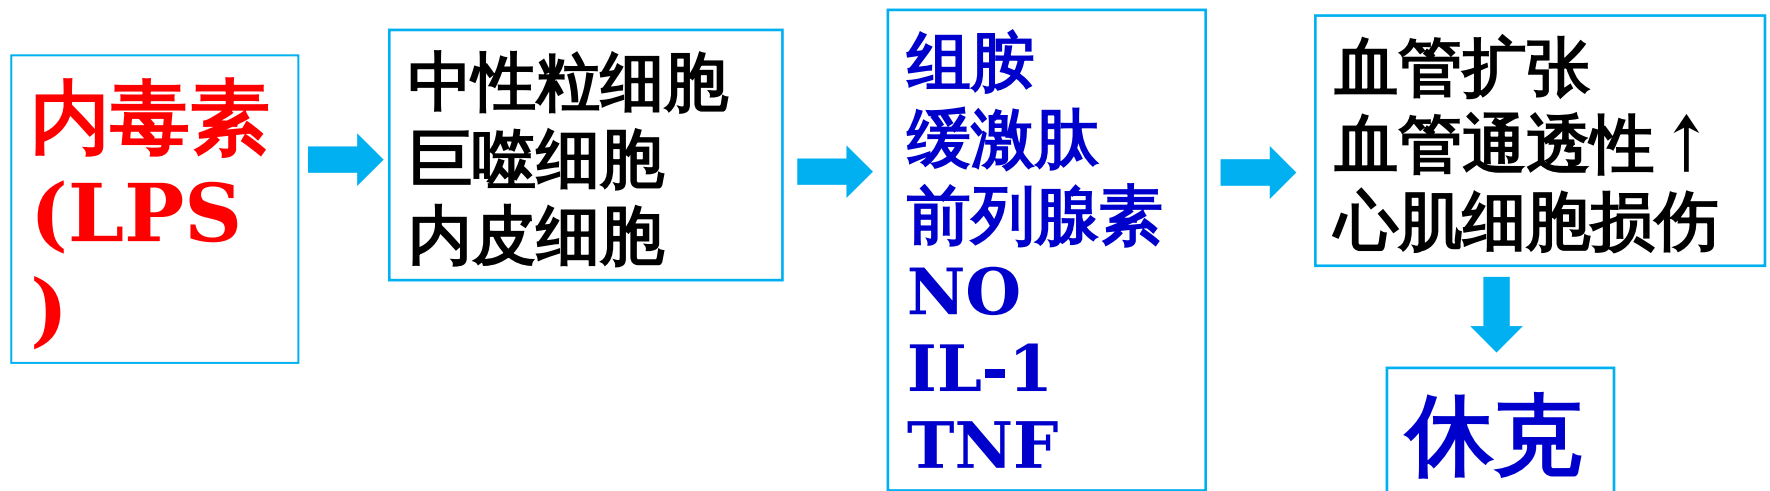 内毒素
(LPS
)
中性粒细胞
巨噬细胞
内皮细胞
组胺
缓激肽
前列腺素
NO
IL-1
TNF
血管扩张
血管通透性↑
心肌细胞损伤
休克